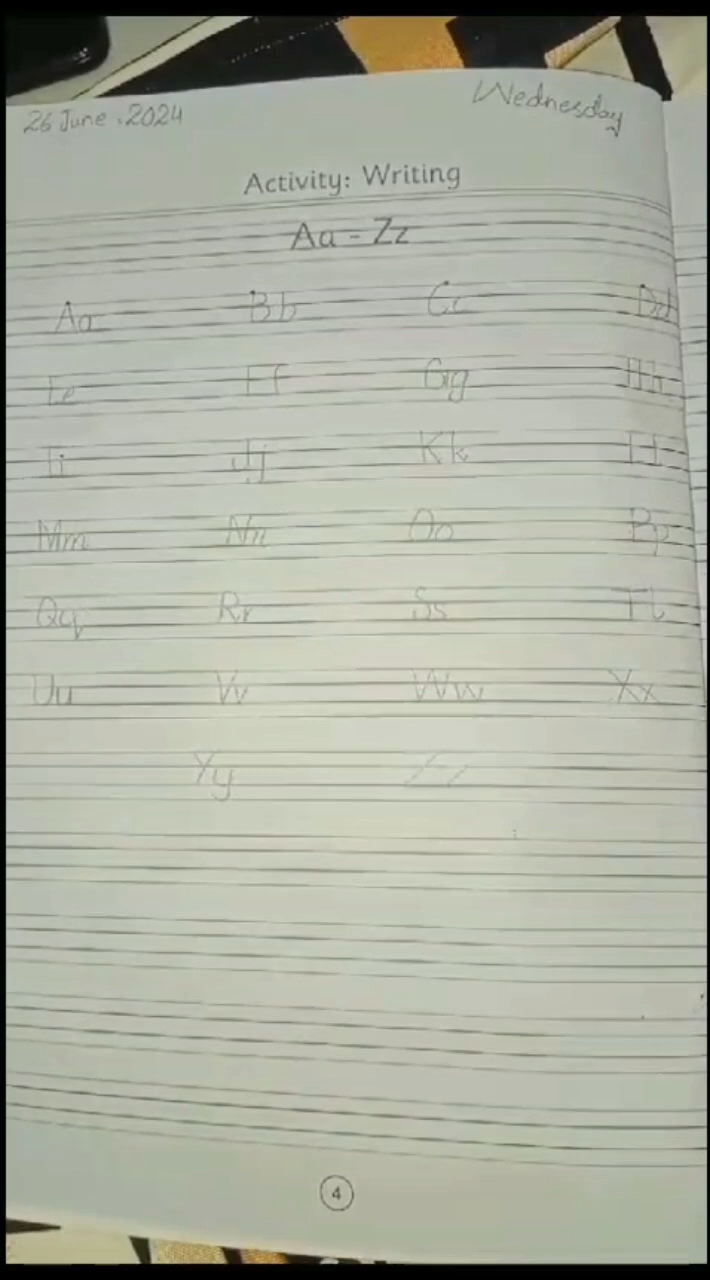 26 June .2024
Wednesday
Activity: Writing
Aa - Zz
Aa Bb Cc Dd
Ee Ff Gg Hh
Ii Jj Kk Ll
Mm Nn Oo Pp
Qq Rr Ss Tt
Uu Vv Ww Xx
Yy Zz
4